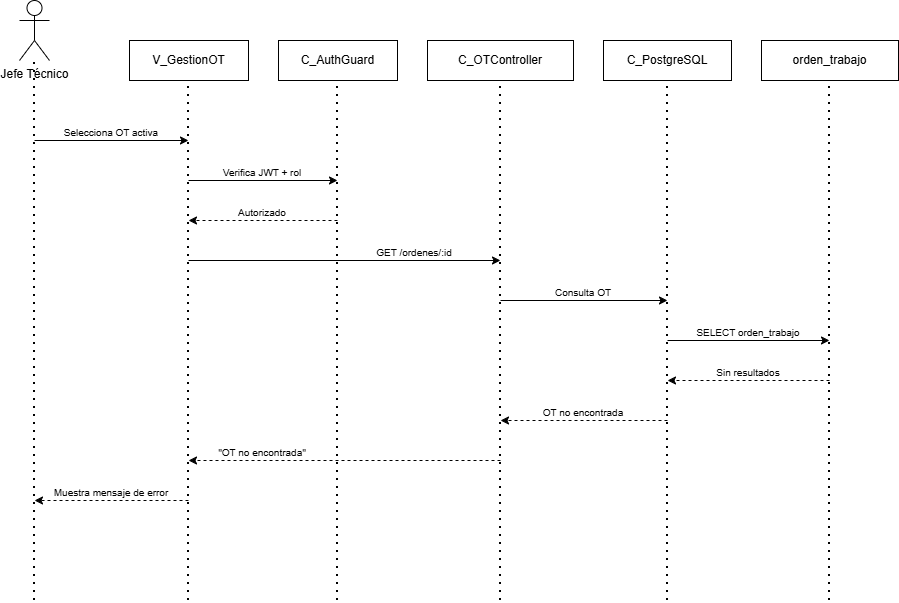 V_GestionOT
C_AuthGuard
C_OTController
C_PostgreSQL
orden_trabajo
Jefe Técnico
Selecciona OT activa
Verifica JWT + rol
Autorizado
GET /ordenes/:id
Consulta OT
SELECT orden_trabajo
Sin resultados
OT no encontrada
"OT no encontrada"
Muestra mensaje de error